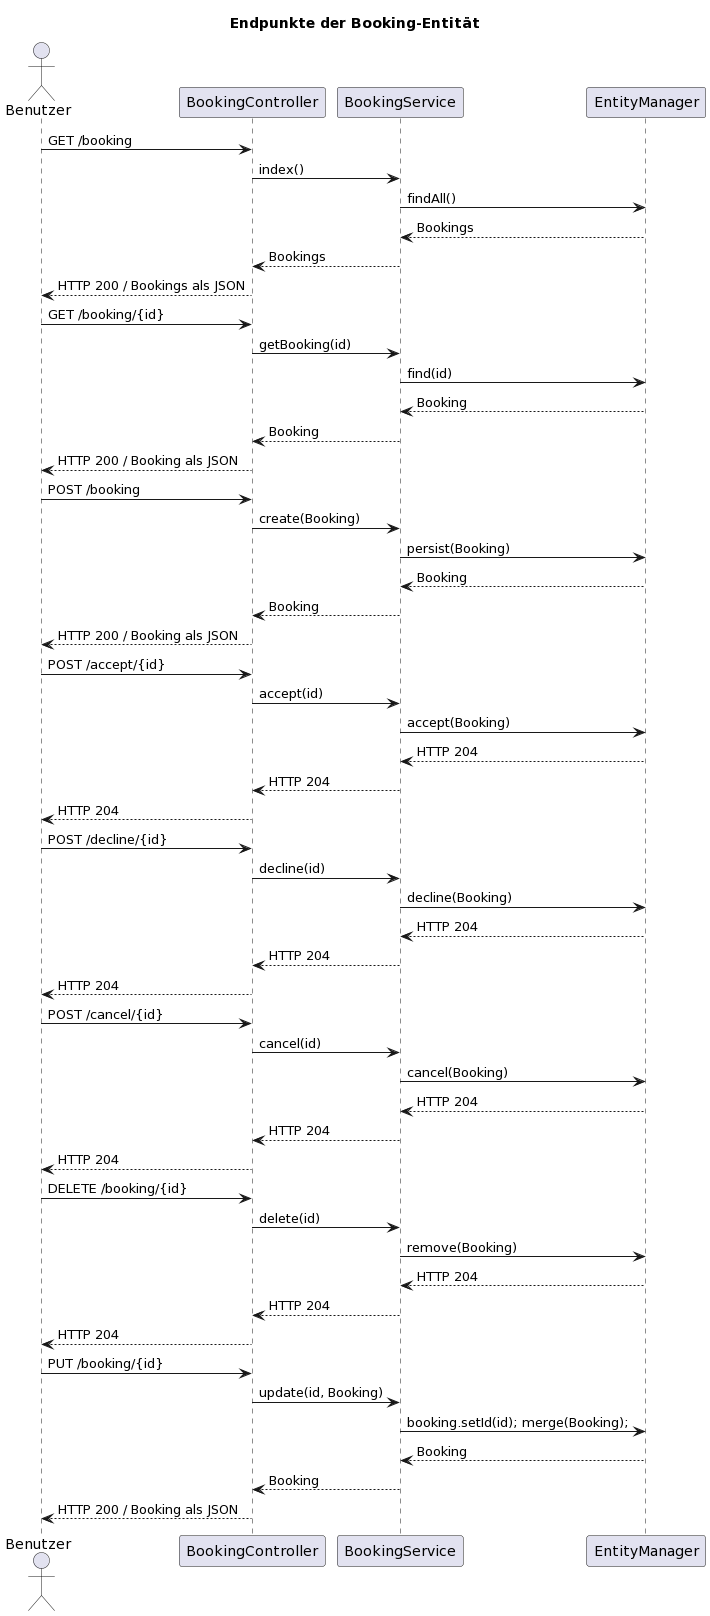 Endpunkte der Booking-Entität
Benutzer
BookingController
BookingService
EntityManager
GET /booking
index()
findAll()
Bookings
Bookings
HTTP 200 / Bookings als JSON
GET /booking/{id}
getBooking(id)
find(id)
Booking
Booking
HTTP 200 / Booking als JSON
POST /booking
create(Booking)
persist(Booking)
Booking
Booking
HTTP 200 / Booking als JSON
POST /accept/{id}
accept(id)
accept(Booking)
HTTP 204
HTTP 204
HTTP 204
POST /decline/{id}
decline(id)
decline(Booking)
HTTP 204
HTTP 204
HTTP 204
POST /cancel/{id}
cancel(id)
cancel(Booking)
HTTP 204
HTTP 204
HTTP 204
DELETE /booking/{id}
delete(id)
remove(Booking)
HTTP 204
HTTP 204
HTTP 204
PUT /booking/{id}
update(id, Booking)
booking.setId(id); merge(Booking);
Booking
Booking
HTTP 200 / Booking als JSON
Benutzer
BookingController
BookingService
EntityManager